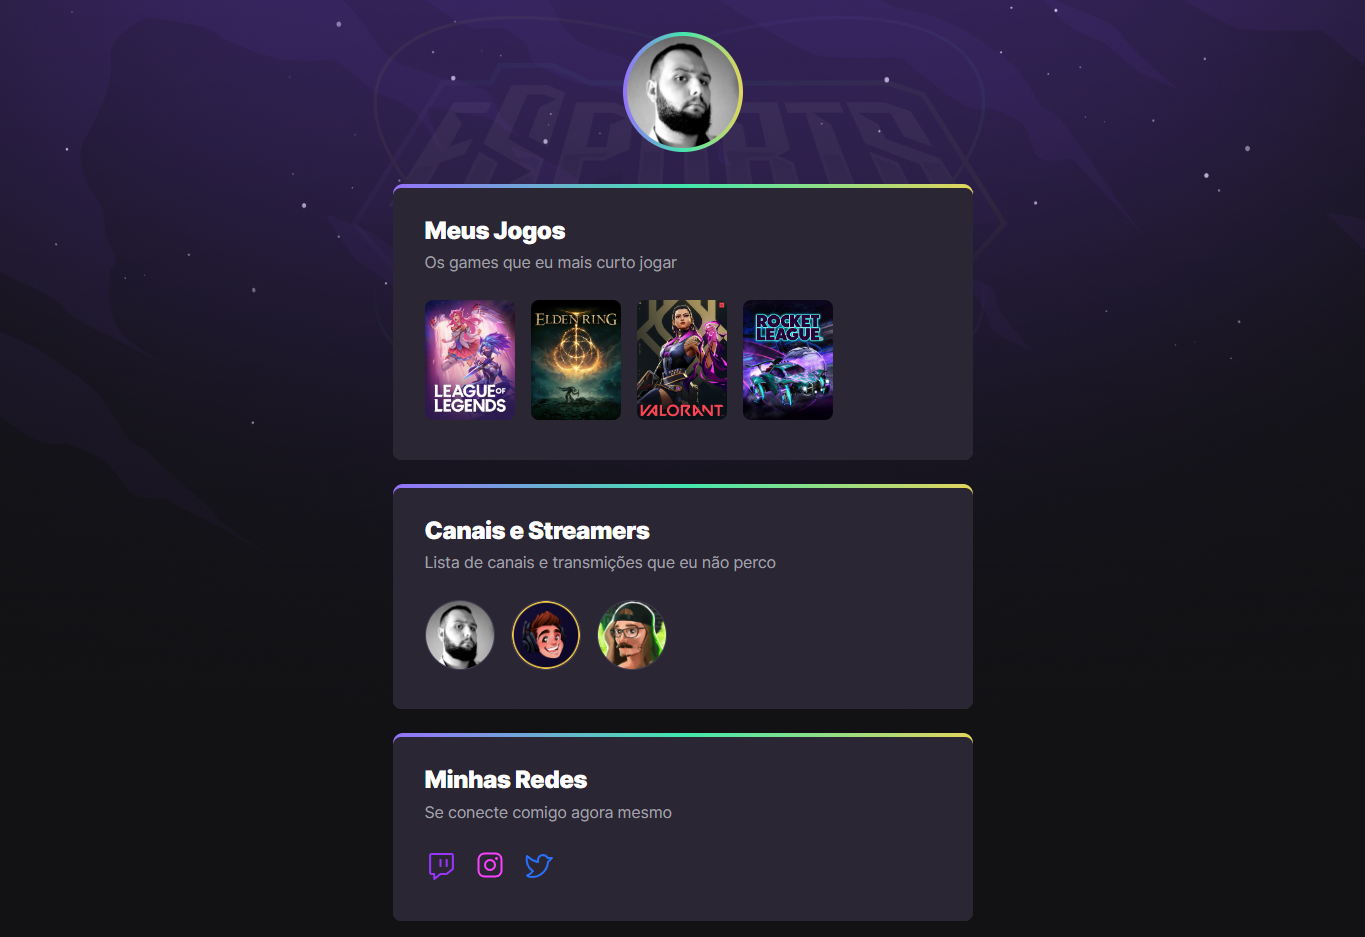 ESPORTS
Meus Jogos
Os games que eu mais curto jogar
LEAGUE OF
LEGENDS
ELDEN RING
VALORANT
ROCKET
LEAGUE
Canais e Streamers
Lista de canais e transmições que eu não perco
Minhas Redes
Se conecte comigo agora mesmo